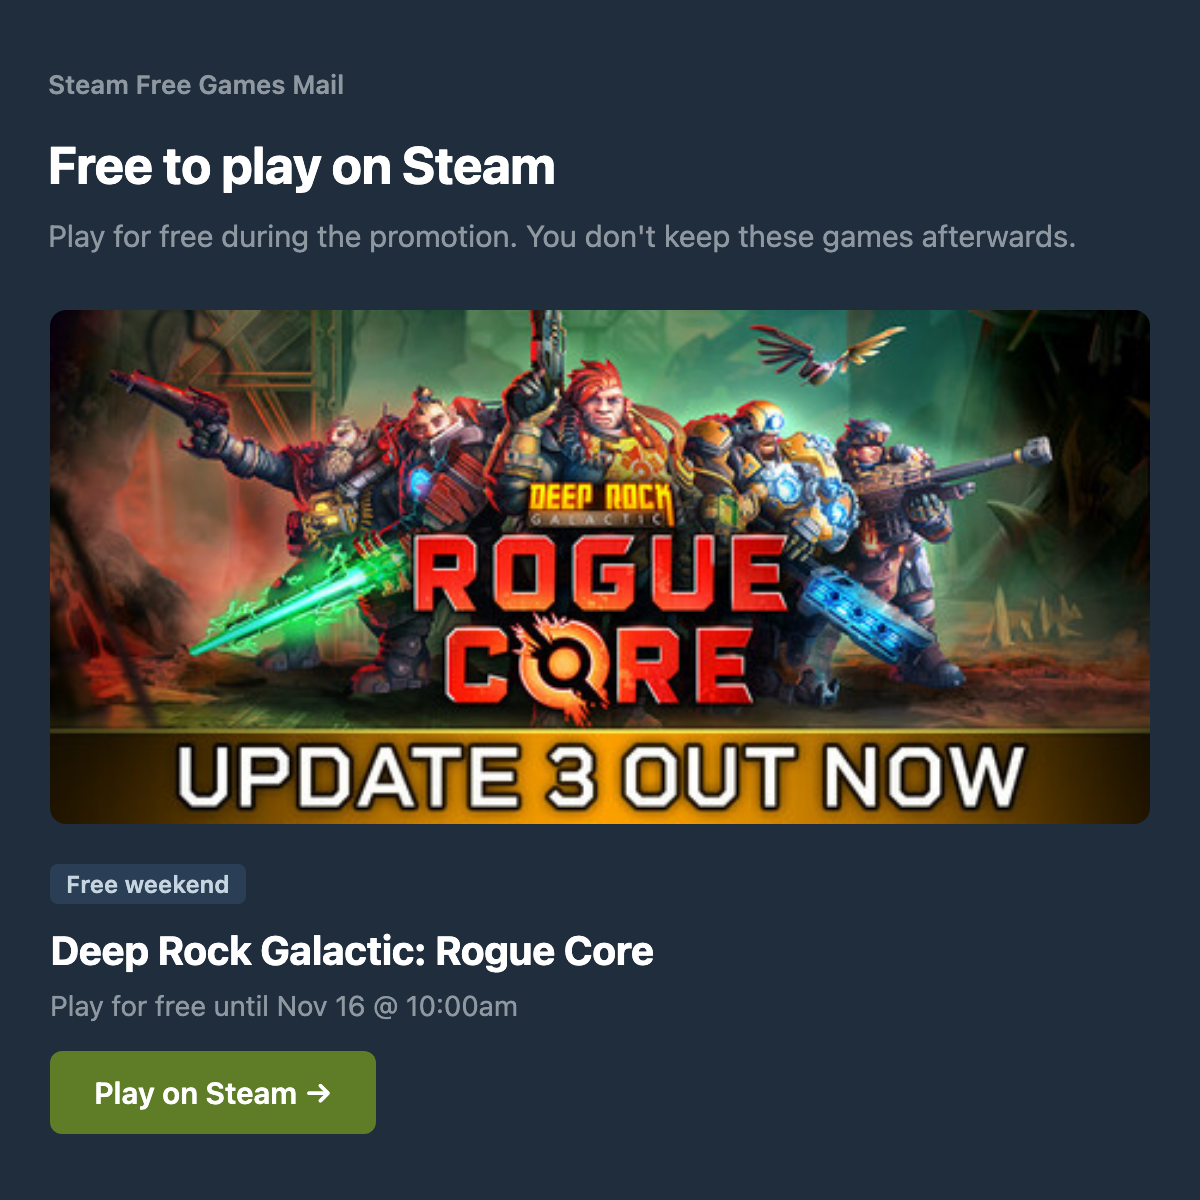 Steam Free Games Mail
Free to play on Steam
Play for free during the promotion. You don't keep these games afterwards.
DEEP ROCK
GALACTIC
ROGUE
CORE
UPDATE 3 OUT NOW
Free weekend
Deep Rock Galactic: Rogue Core
Play for free until Nov 16 @ 10:00am
Play on Steam →